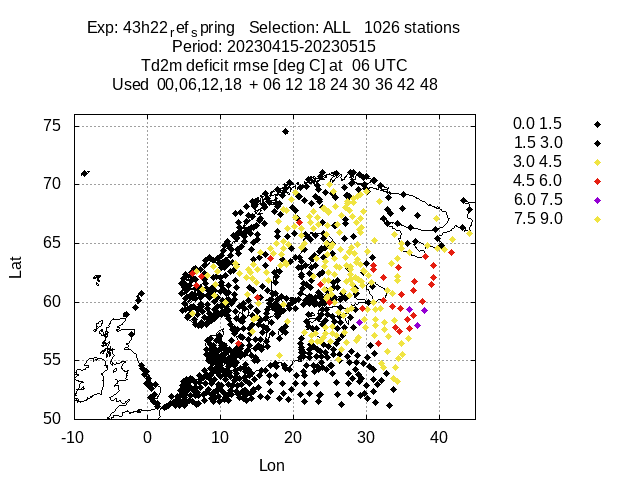 Exp: 43h22ref spring Selection: ALL 1026 stations
Period: 20230415-20230515
Td2m deficit rmse [deg C] at 06 UTC
Used 00,06,12,18 + 06 12 18 24 30 36 42 48
0.0 1.5
1.5 3.0
3.0 4.5
4.5 6.0
6.0 7.5
7.5 9.0
Lat
75
70
65
60
55
50
-10 0 10 20 30 40
Lon